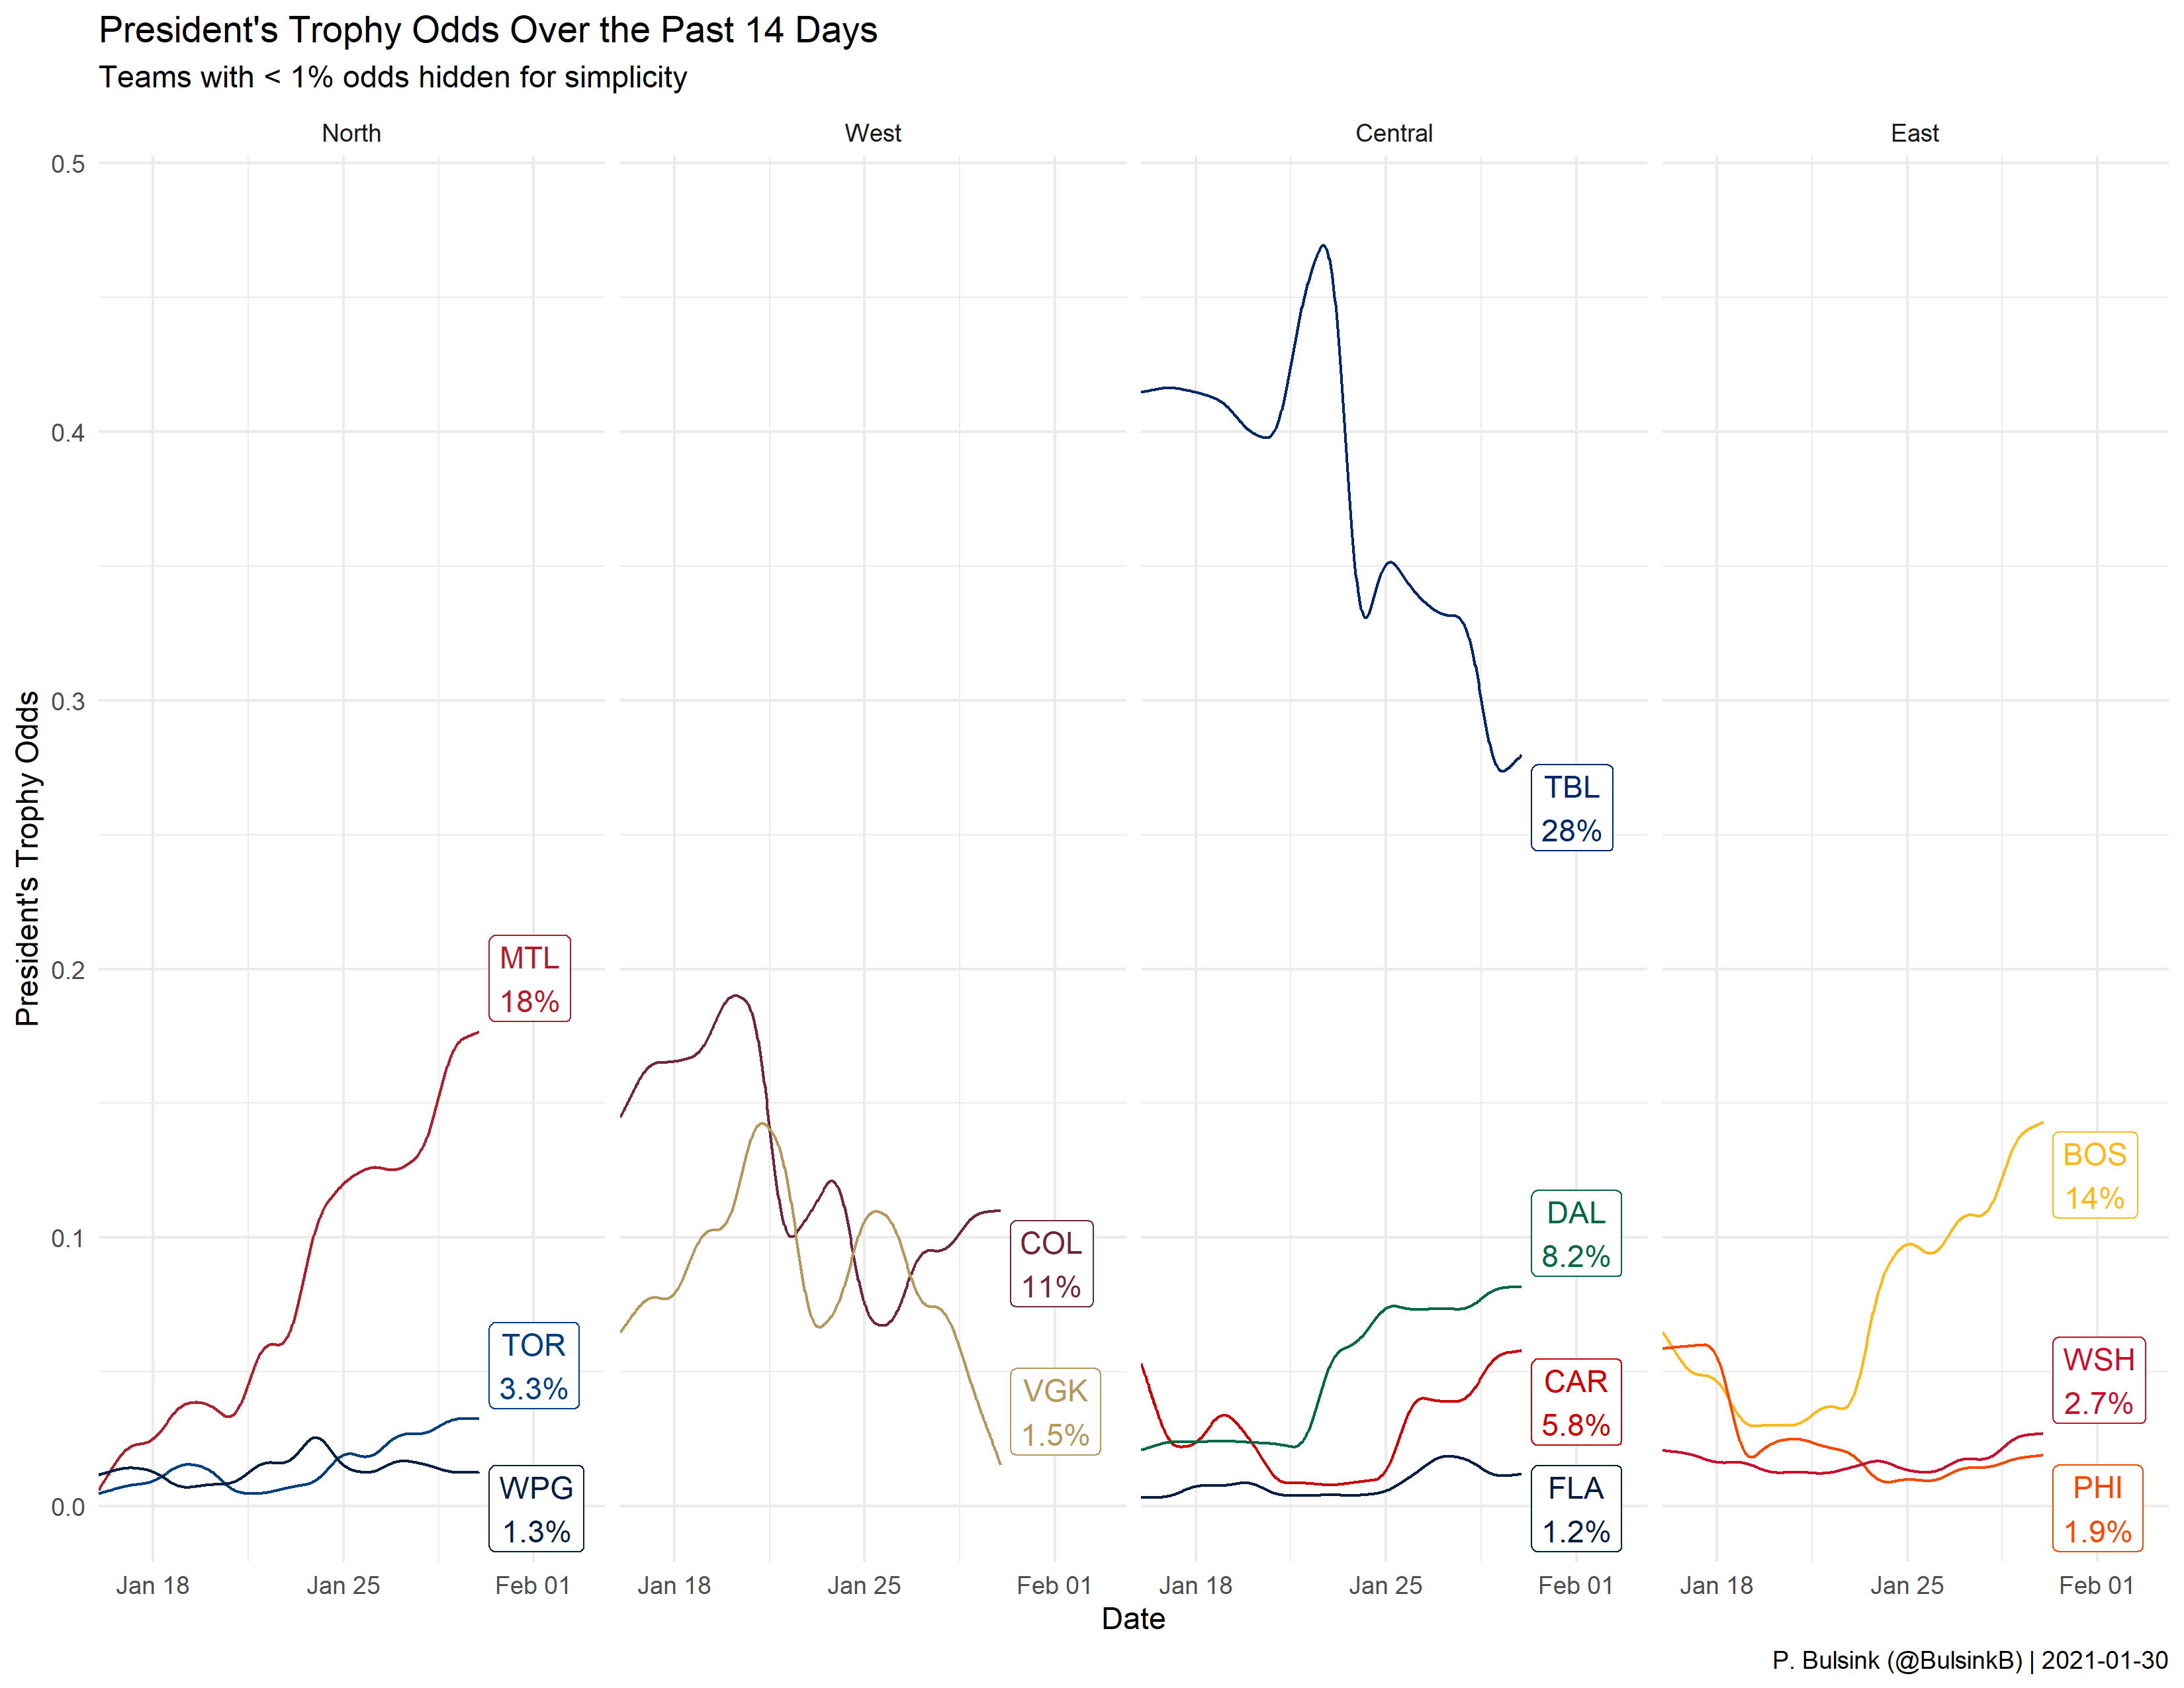 President's Trophy Odds Over the Past 14 Days
Teams with < 1% odds hidden for simplicity
North
West
Central
East
President's Trophy Odds
0.5
0.4
0.3
0.2
0.1
0.0
MTL
18%
TOR
3.3%
WPG
1.3%
COL
11%
VGK
1.5%
TBL
28%
DAL
8.2%
CAR
5.8%
FLA
1.2%
BOS
14%
WSH
2.7%
PHI
1.9%
Jan 18 Jan 25 Feb 01
Jan 18 Jan 25 Feb 01
Jan 18 Jan 25 Feb 01
Jan 18 Jan 25 Feb 01
Date
P. Bulsink (@BulsinkB) | 2021-01-30